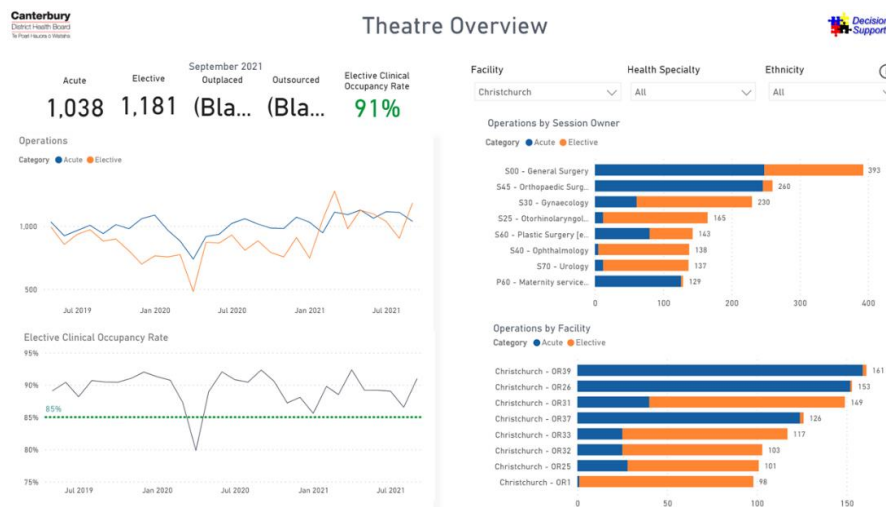 Canterbury
District Health Board
Te Poari Hauora ō Waitaha
Theatre Overview
Decision
Support
September 2021
Acute
Elective
Outplaced
Outsourced
Elective Clinical
Occupancy Rate
1,038
1,181
(Bla...
(Bla...
91%
Facility
Health Specialty
Ethnicity
Christchurch
All
All
Operations
Category Acute Elective
1,000
500
Jul 2019 Jan 2020 Jul 2020 Jan 2021 Jul 2021
Elective Clinical Occupancy Rate
95%
90%
85%
85%
80%
75%
Jul 2019 Jan 2020 Jul 2020 Jan 2021 Jul 2021
Operations by Session Owner
Category Acute Elective
S00 - General Surgery 393
S45 - Orthopaedic Surg... 260
S30 - Gynaecology 230
S25 - Otorhinolaryngol... 165
S60 - Plastic Surgery [e... 143
S40 - Ophthalmology 138
S70 - Urology 137
P60 - Maternity service... 129
0 100 200 300 400
Operations by Facility
Category Acute Elective
Christchurch - OR39 161
Christchurch - OR26 153
Christchurch - OR31 149
Christchurch - OR37 126
Christchurch - OR33 117
Christchurch - OR32 103
Christchurch - OR25 101
Christchurch - OR1 98
0 50 100 150